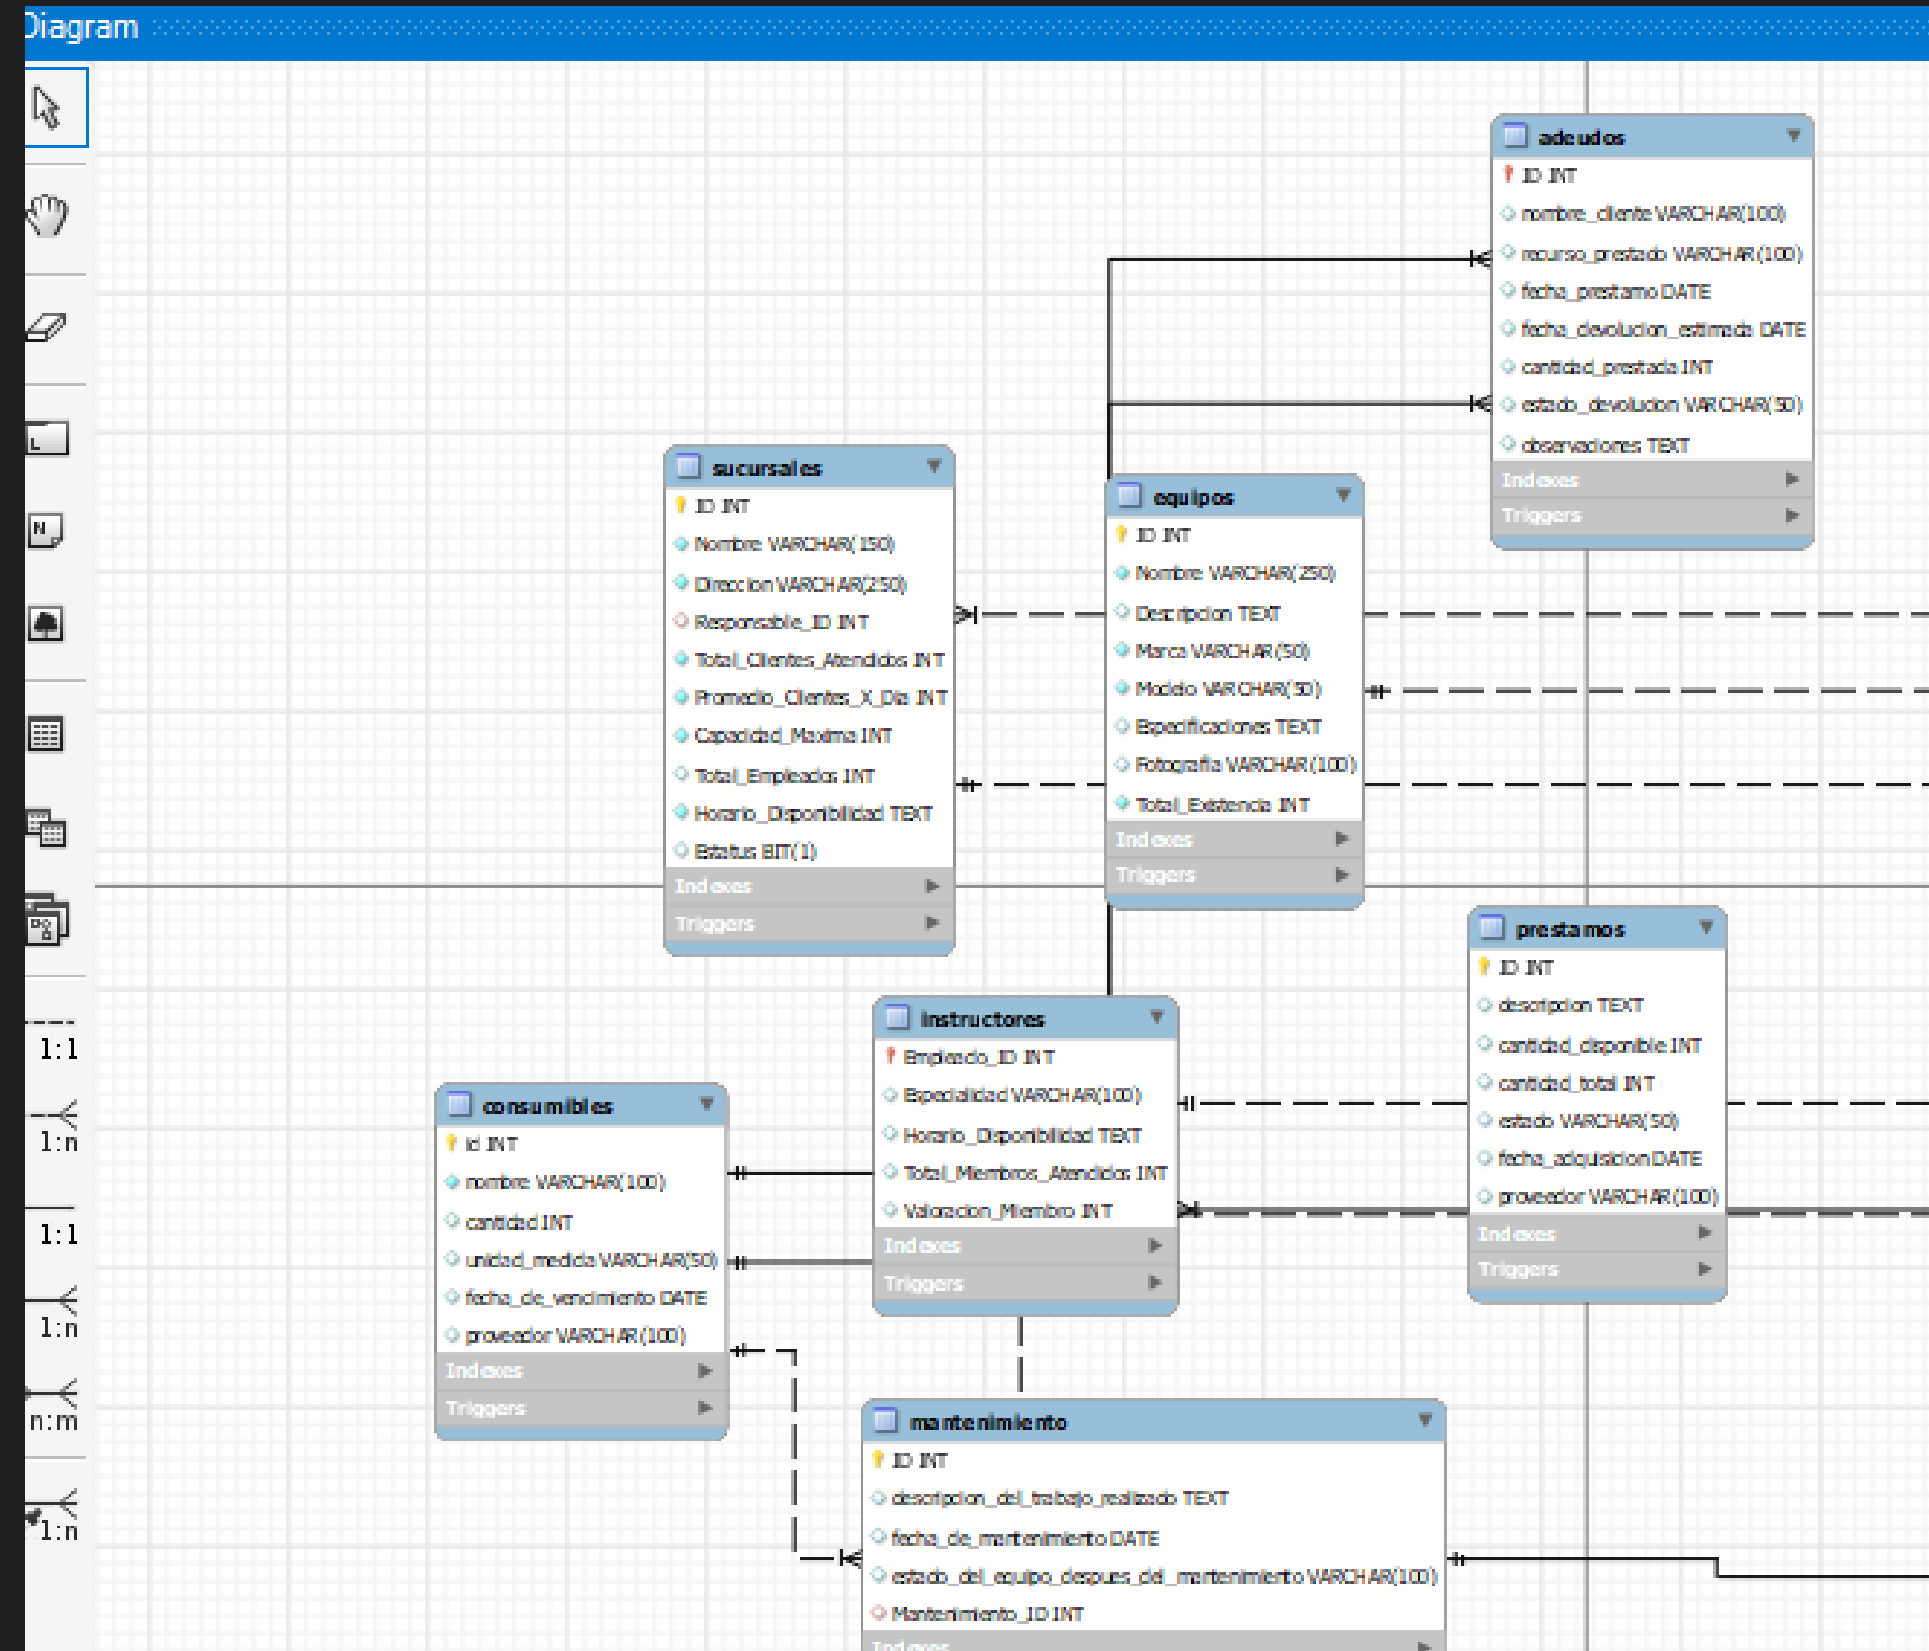 Diagram
adeudos
ID INT
nombre_cliente VARCHAR(100)
recurso_prestado VARCHAR(100)
fecha_prestamo DATE
fecha_devolucion_estimada DATE
cantidad_prestada INT
estado_devolucion VARCHAR(50)
observaciones TEXT
Indexes
Triggers
sucursales
ID INT
Nombre VARCHAR(150)
Direccion VARCHAR(250)
Responsable_ID INT
Total_Clientes_Atendidos INT
Promedio_Clientes_X_Dia INT
Capacidad_Maxima INT
Total_Empleados INT
Horario_Disponibilidad TEXT
Estatus BIT(1)
Indexes
Triggers
equipos
ID INT
Nombre VARCHAR(250)
Descripcion TEXT
Marca VARCHAR(50)
Modelo VARCHAR(50)
Especificaciones TEXT
Fotografia VARCHAR(100)
Total_Existencia INT
Indexes
Triggers
prestamos
ID INT
descripcion TEXT
cantidad_disponible INT
cantidad_total INT
estado VARCHAR(50)
fecha_adquisicion DATE
proveedor VARCHAR(100)
Indexes
Triggers
instructores
Empleado_ID INT
Especialidad VARCHAR(100)
Horario_Disponibilidad TEXT
Total_Miembros_Atendidos INT
Valoracion_Miembro INT
Indexes
Triggers
consumibles
id INT
nombre VARCHAR(100)
cantidad INT
unidad_medida VARCHAR(50)
fecha_de_vencimiento DATE
proveedor VARCHAR(100)
Indexes
Triggers
mantenimiento
ID INT
descripcion_del_trabajo_realizado TEXT
fecha_de_mantenimiento DATE
estado_del_equipo_despues_del_mantenimiento VARCHAR(100)
Mantenimiento_ID INT
Indexes
L
N
1:1
1:n
1:1
1:n
n:m
1:n